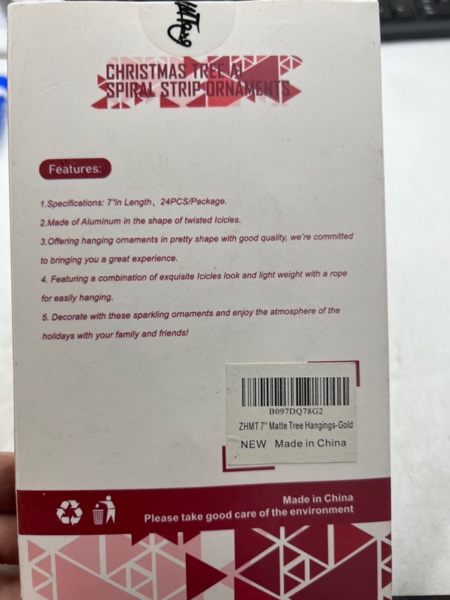 CHRISTMAS TREE Al
SPIRAL STRIP ORNAMENTS
Features:
1.Specifications: 7"in Length、24PCS/Package.
2.Made of Aluminum in the shape of twisted Icicles.
3.Offering hanging ornaments in pretty shape with good quality, we're committed
to bringing you a great experience.
4. Featuring a combination of exquisite Icicles look and light weight with a rope
for easily hanging.
5. Decorate with these sparkling ornaments and enjoy the atmosphere of the
holidays with your family and friends!
B097DQ78G2
ZHMT 7" Matte Tree Hangings-Gold
NEW Made in China
Made in China
Please take good care of the environment